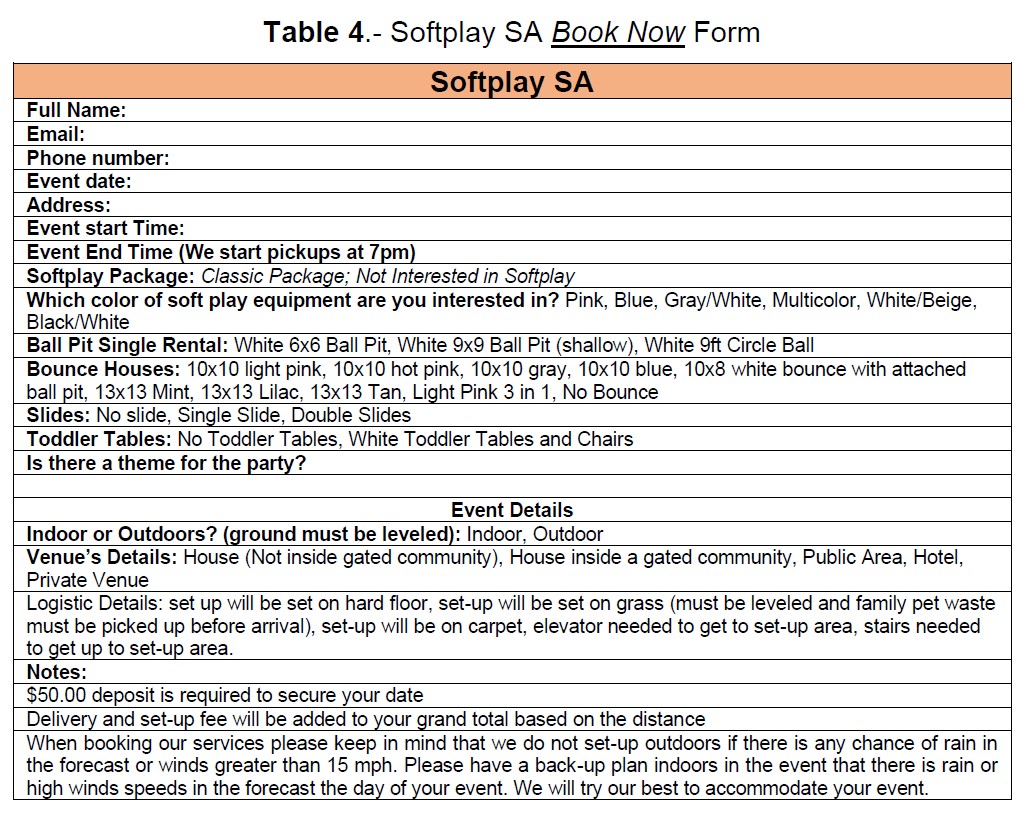 Table 4.- Softplay SA Book Now Form
Softplay SA
Full Name:
Email:
Phone number:
Event date:
Address:
Event start Time:
Event End Time (We start pickups at 7pm)
Softplay Package: Classic Package; Not Interested in Softplay
Which color of soft play equipment are you interested in? Pink, Blue, Gray/White, Multicolor, White/Beige,
Black/White
Ball Pit Single Rental: White 6x6 Ball Pit, White 9x9 Ball Pit (shallow), White 9ft Circle Ball
Bounce Houses: 10x10 light pink, 10x10 hot pink, 10x10 gray, 10x10 blue, 10x8 white bounce with attached
ball pit, 13x13 Mint, 13x13 Lilac, 13x13 Tan, Light Pink 3 in 1, No Bounce
Slides: No slide, Single Slide, Double Slides
Toddler Tables: No Toddler Tables, White Toddler Tables and Chairs
Is there a theme for the party?
Event Details
Indoor or Outdoors? (ground must be leveled): Indoor, Outdoor
Venue’s Details: House (Not inside gated community), House inside a gated community, Public Area, Hotel,
Private Venue
Logistic Details: set up will be set on hard floor, set-up will be set on grass (must be leveled and family pet waste
must be picked up before arrival), set-up will be on carpet, elevator needed to get to set-up area, stairs needed
to get up to set-up area.
Notes:
$50.00 deposit is required to secure your date
Delivery and set-up fee will be added to your grand total based on the distance
When booking our services please keep in mind that we do not set-up outdoors if there is any chance of rain in
the forecast or winds greater than 15 mph. Please have a back-up plan indoors in the event that there is rain or
high winds speeds in the forecast the day of your event. We will try our best to accommodate your event.